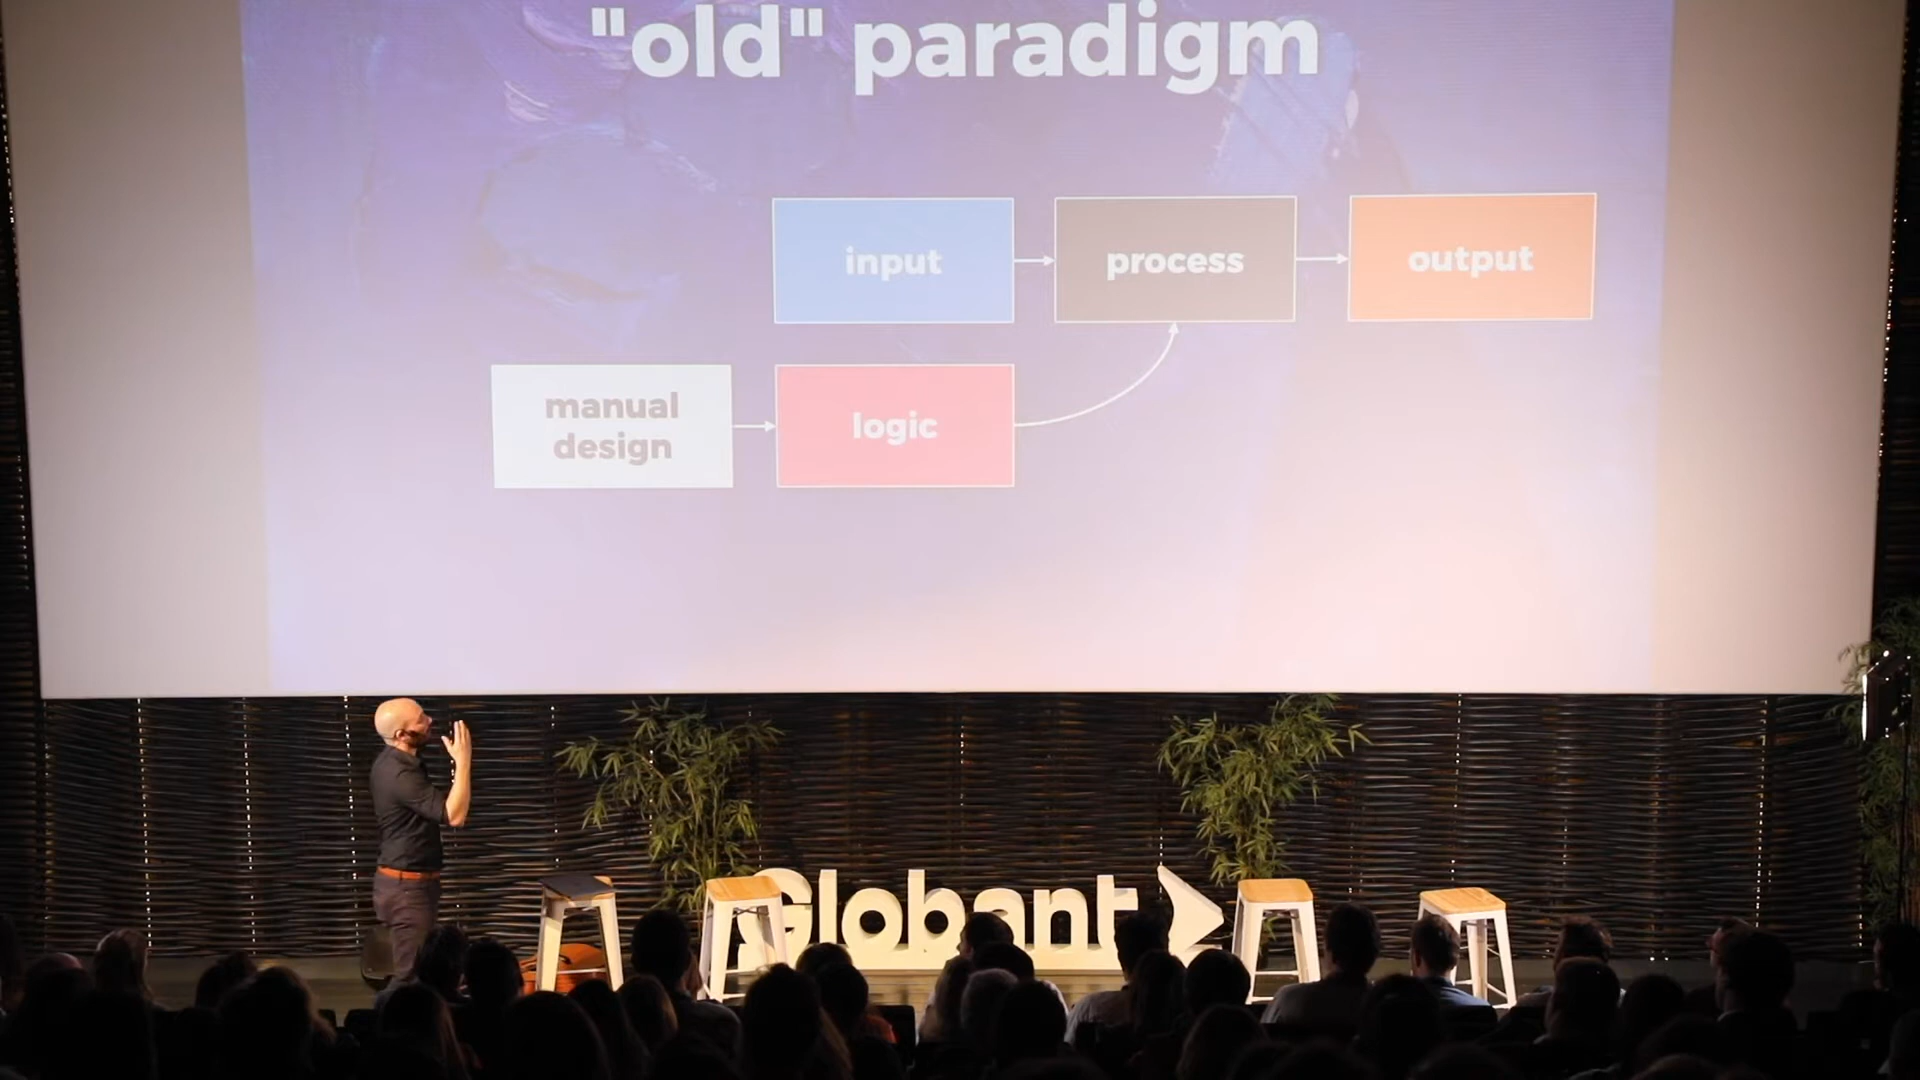 "old" paradigm
input
process
output
manual
design
logic
Globant